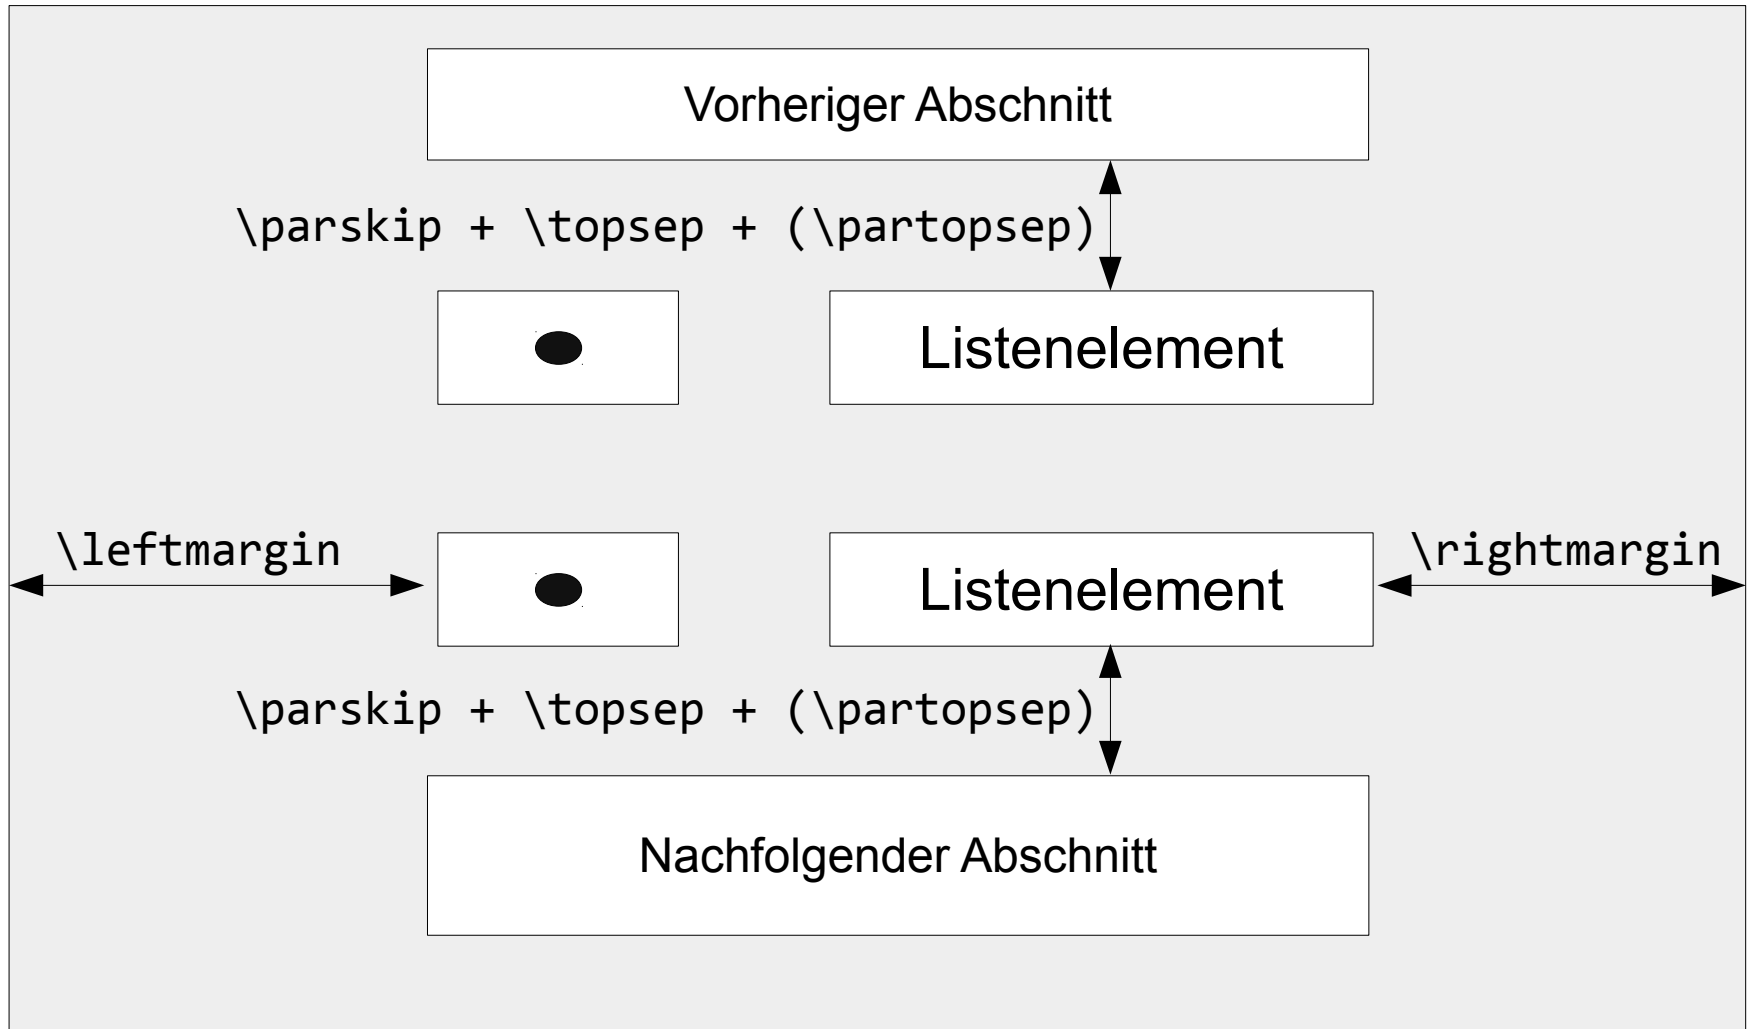 Vorheriger Abschnitt
\parskip + \topsep + (\partopsep)
Listenelement
\leftmargin
Listenelement
\rightmargin
\parskip + \topsep + (\partopsep)
Nachfolgender Abschnitt